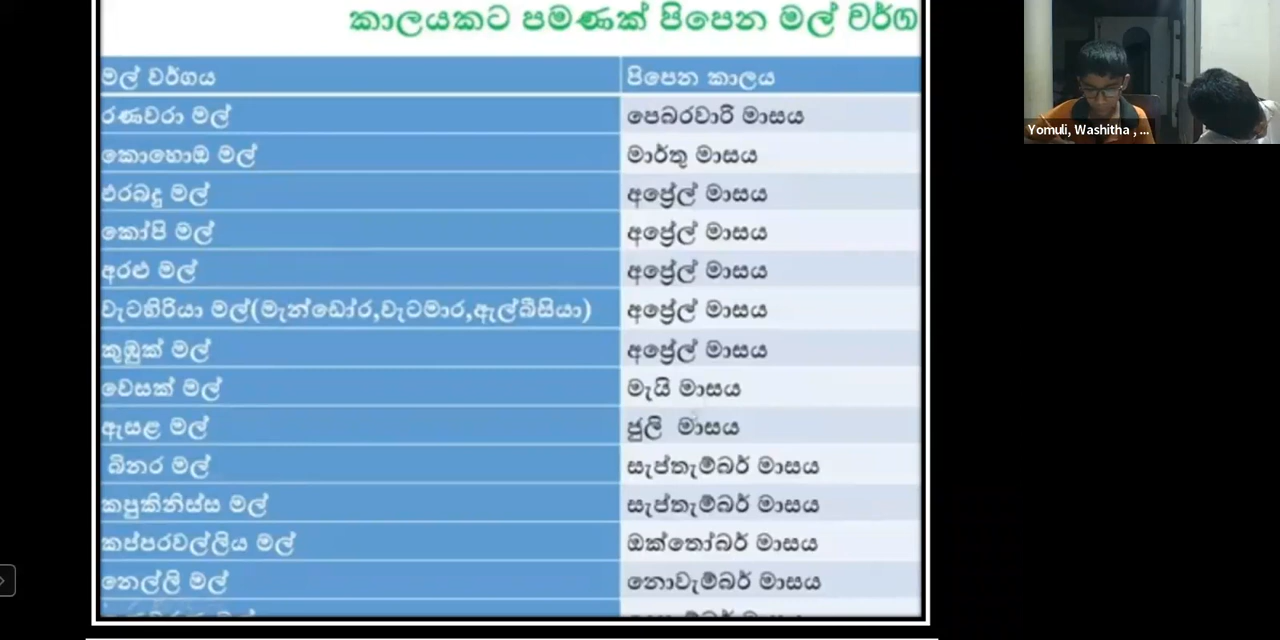 කාලයකට පමණක් පිපෙන මල් වර්ග
මල් වර්ගය පිපෙන කාලය
රණවරා මල් පෙබරවාරි මාසය
කොහොඹ මල් මාර්තු මාසය
එරබදු මල් අප්‍රේල් මාසය
කෝපි මල් අප්‍රේල් මාසය
අරළු මල් අප්‍රේල් මාසය
වැටහිරියා මල්(මැන්ඩෝර,වැටමාර,ඇල්බීසියා) අප්‍රේල් මාසය
කුඹුක් මල් අප්‍රේල් මාසය
වෙසක් මල් මැයි මාසය
ඇසළ මල් ජුලි මාසය
බිනර මල් සැප්තැම්බර් මාසය
කපුකිනිස්ස මල් සැප්තැම්බර් මාසය
කප්පරවල්ලිය මල් ඔක්තෝබර් මාසය
නෙල්ලි මල් නොවැම්බර් මාසය
Yomuli, Washitha , ...